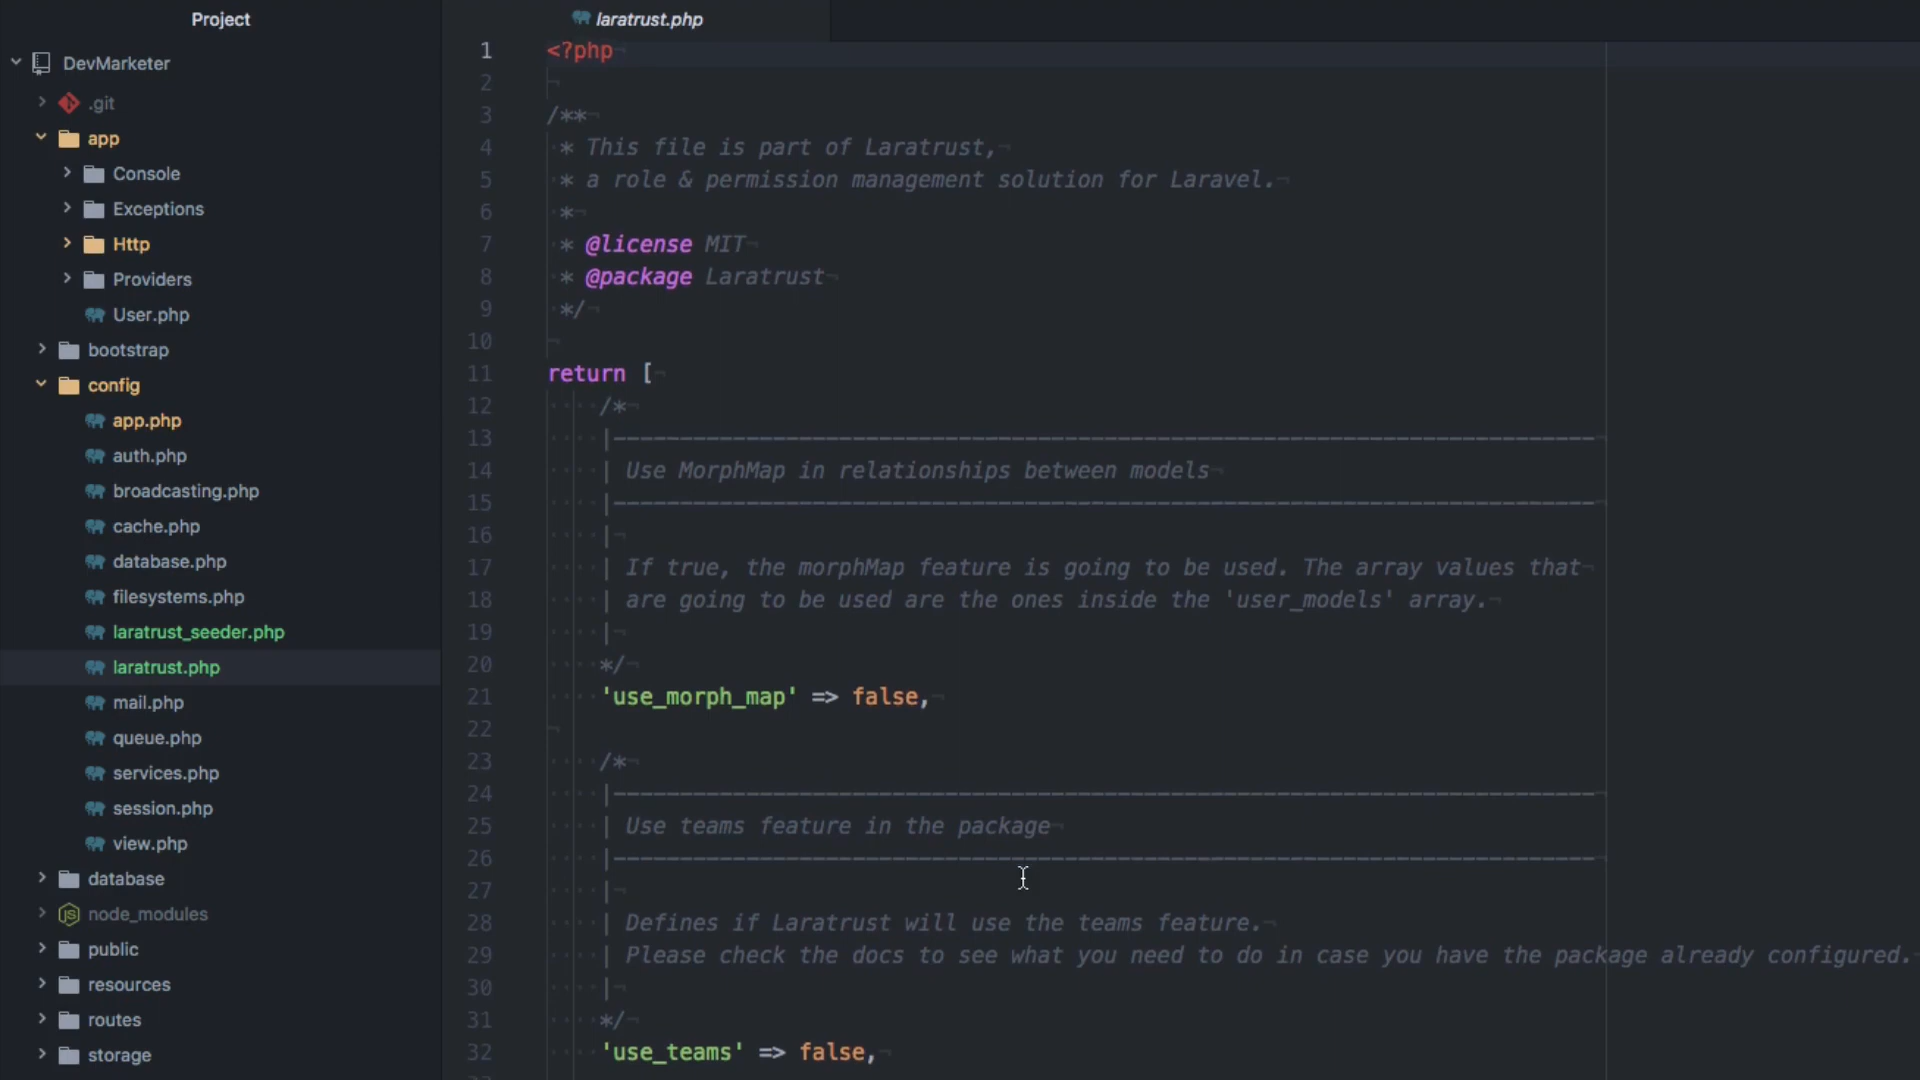 Project
DevMarketer
.git
app
Console
Exceptions
Http
Providers
User.php
bootstrap
config
app.php
auth.php
broadcasting.php
cache.php
database.php
filesystems.php
laratrust_seeder.php
laratrust.php
mail.php
queue.php
services.php
session.php
view.php
database
JS node_modules
public
resources
routes
storage
laratrust.php
1 <?php
2
3 /**
4 * This file is part of Laratrust,
5 * a role & permission management solution for Laravel.
6 *
7 * @license MIT
8 * @package Laratrust
9 */
10
11 return [
12 /*
13 |--------------------------------------------------------------------------
14 | Use MorphMap in relationships between models
15 |--------------------------------------------------------------------------
16 |
17 | If true, the morphMap feature is going to be used. The array values that
18 | are going to be used are the ones inside the 'user_models' array.
19 |
20 */
21 'use_morph_map' => false,
22
23 /*
24 |--------------------------------------------------------------------------
25 | Use teams feature in the package
26 |--------------------------------------------------------------------------
27 |
28 | Defines if Laratrust will use the teams feature.
29 | Please check the docs to see what you need to do in case you have the package already configured.
30 |
31 */
32 'use_teams' => false,